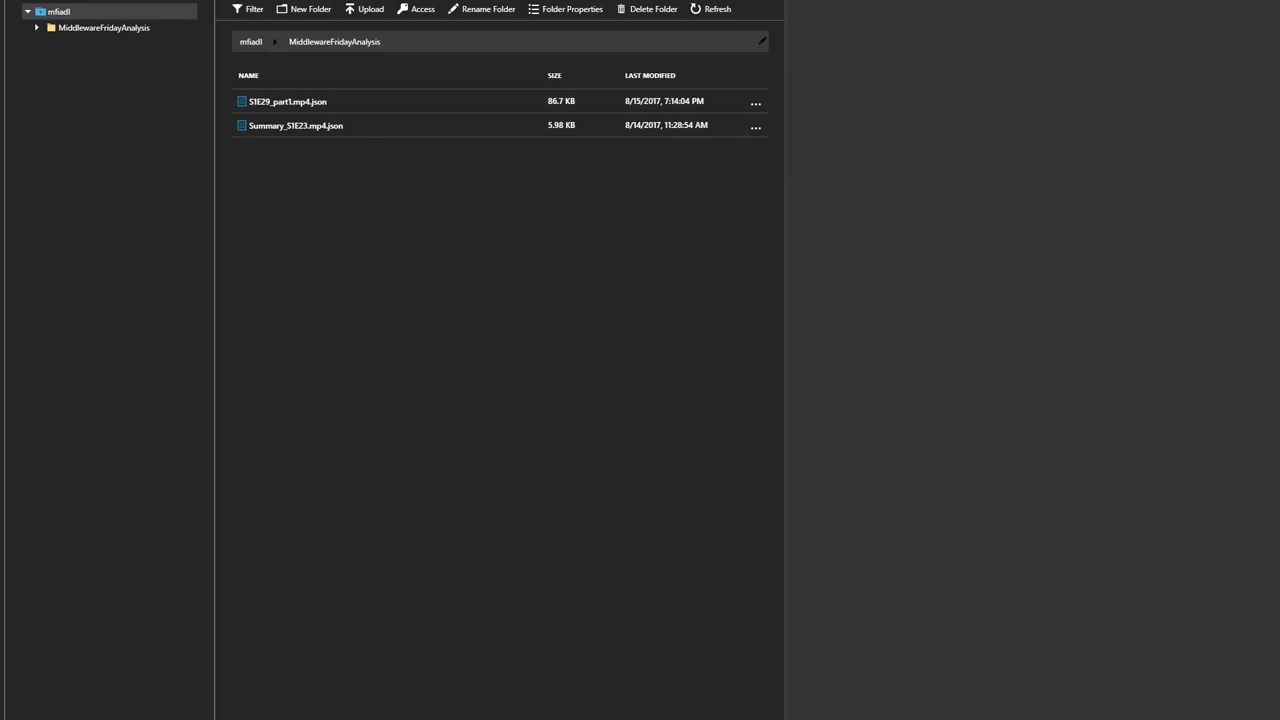 mfiadl
MiddlewareFridayAnalysis
Filter New Folder Upload Access Rename Folder Folder Properties Delete Folder Refresh
mfiadl MiddlewareFridayAnalysis
NAME SIZE LAST MODIFIED
S1E29_part1.mp4.json 86.7 KB 8/15/2017, 7:14:04 PM ...
Summary_S1E23.mp4.json 5.98 KB 8/14/2017, 11:28:54 AM ...